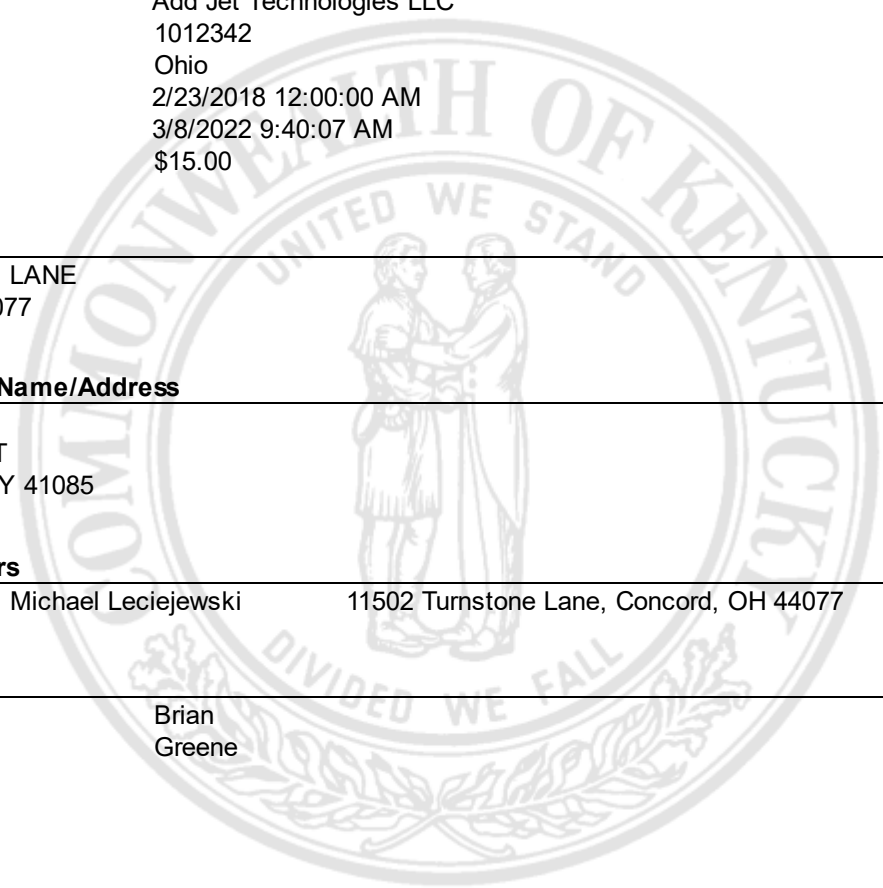 Add Jet Technologies LLC
1012342
Ohio
2/23/2018 12:00:00 AM
3/8/2022 9:40:07 AM
$15.00
COMMONWEALTH OF KENTUCKY
UNITED WE STAND
LANE
077
Name/Address
T
Y 41085
rs
Michael Leciejewski 11502 Turnstone Lane, Concord, OH 44077
DIVIDED WE FALL
Brian
Greene